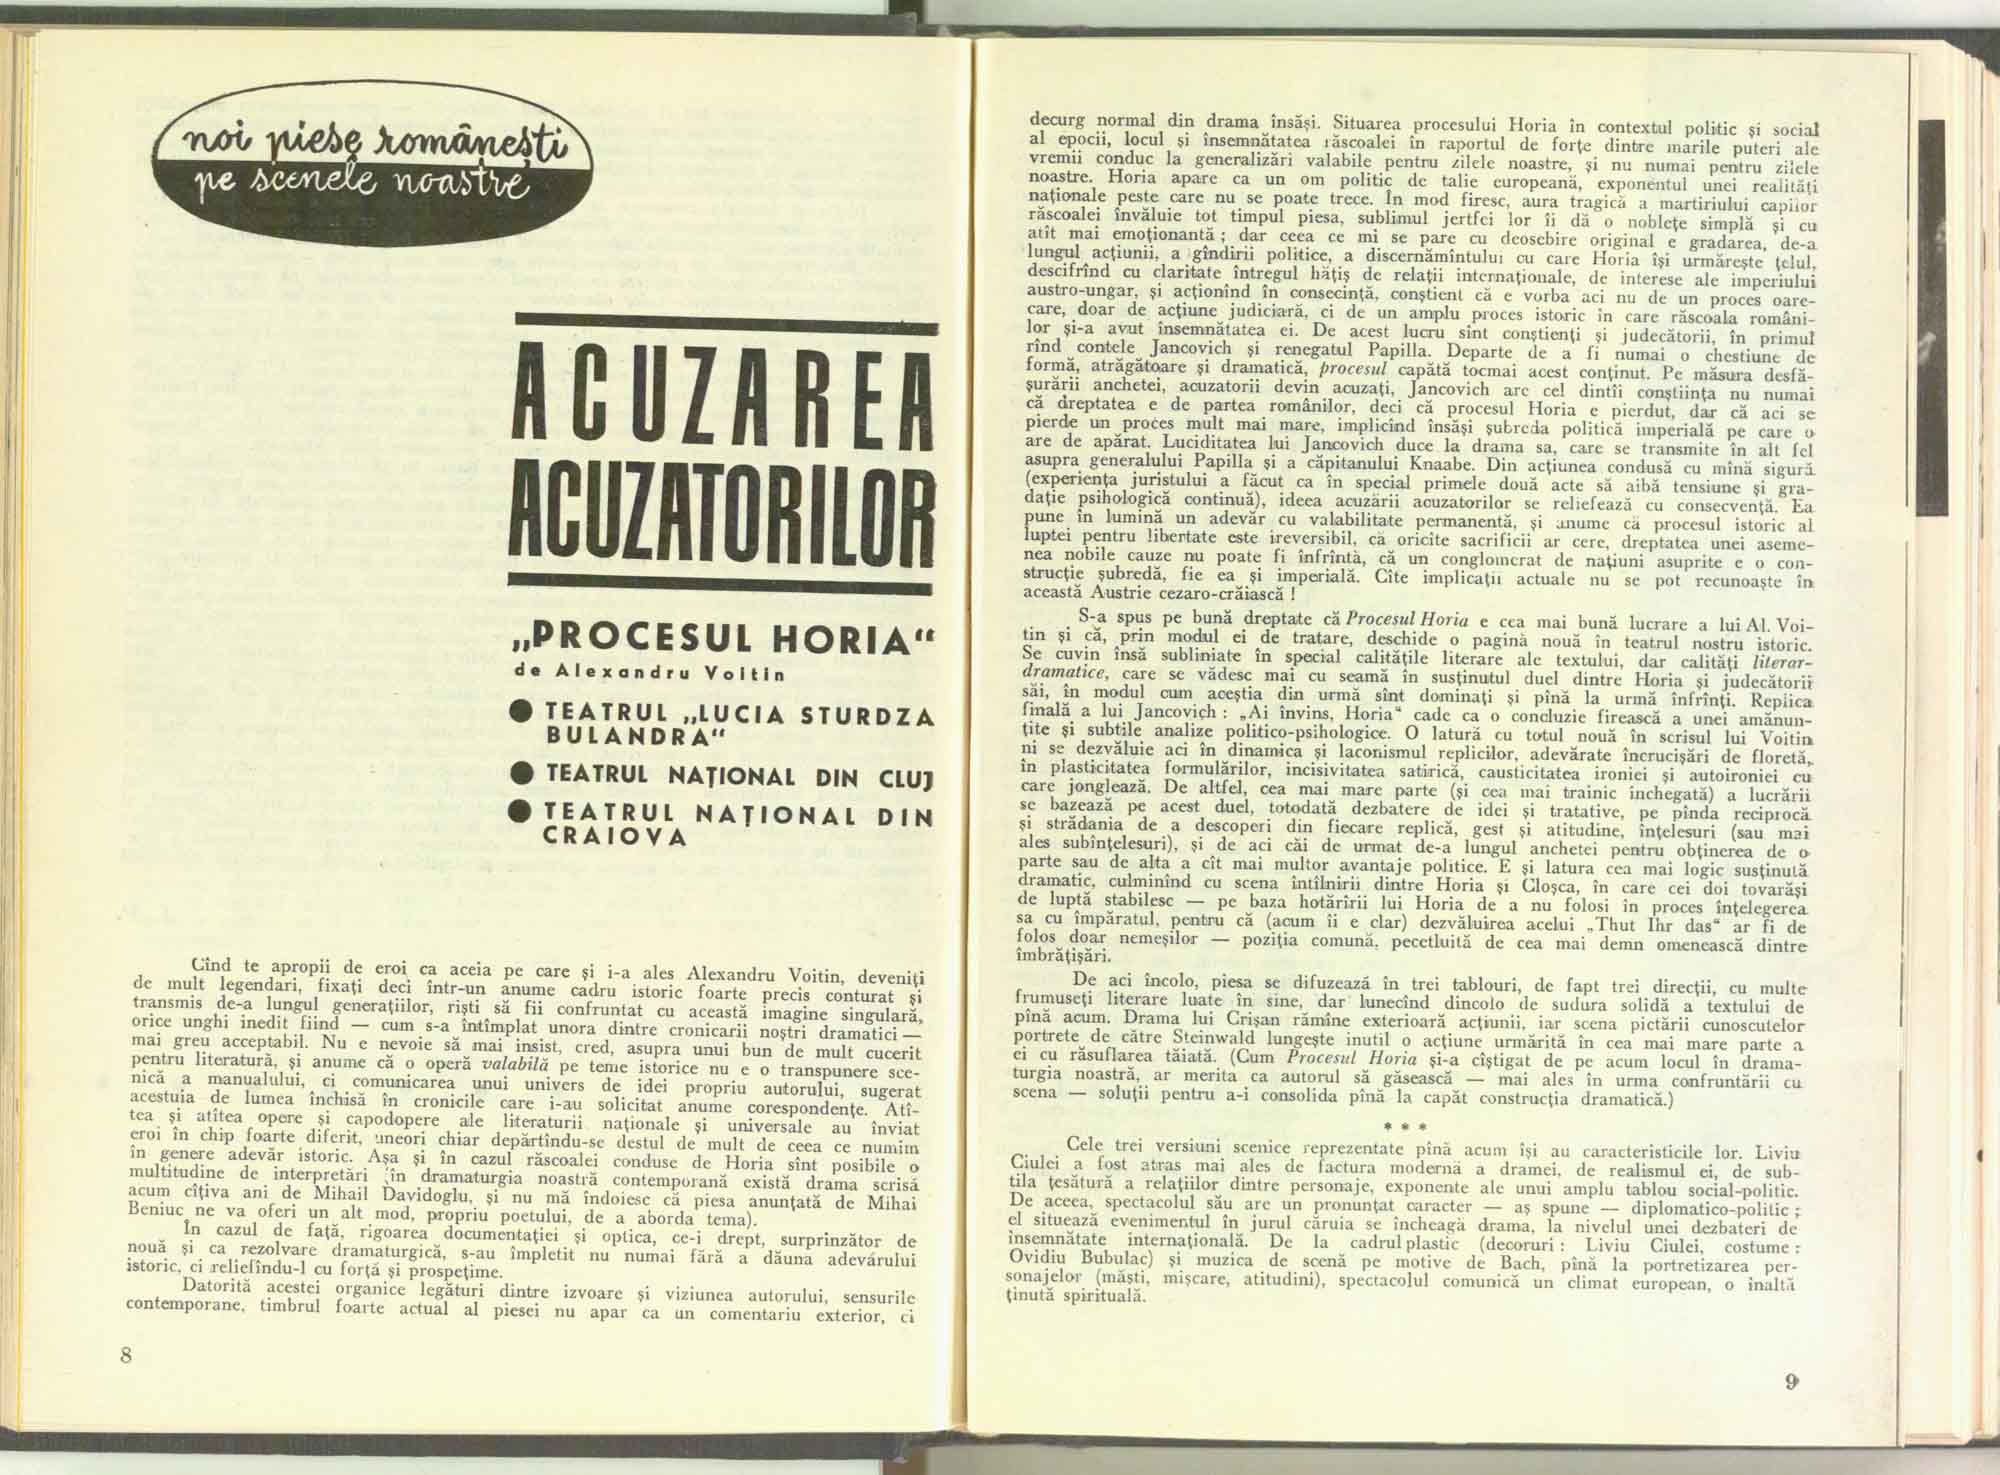 noi piese românești
pe scenele noastre
ACUZAREA
ACUZATORILOR
„PROCESUL HORIA“
de Alexandru Voitin
● TEATRUL „LUCIA STURDZA
BULANDRA“
● TEATRUL NAȚIONAL DIN CLUJ
● TEATRUL NAȚIONAL DIN
CRAIOVA
Cînd te apropii de eroi ca aceia pe care și i-a ales Alexandru Voitin, deveniți
de mult legendari, fixați deci într-un anume cadru istoric foarte precis conturat și
transmis de-a lungul generațiilor, riști să fii confruntat cu această imagine singulară,
orice unghi inedit fiind — cum s-a întîmplat unora dintre cronicarii noștri dramatici —
mai greu acceptabil. Nu e nevoie să mai insist, cred, asupra unui bun de mult cucerit
pentru literatură, și anume că o operă valabilă pe teme istorice nu e o transpunere sce-
nică a manualului, ci comunicarea unui univers de idei propriu autorului, sugerat
acestuia de lumea închisă în cronicile care i-au solicitat anume corespondențe. Atî-
tea și atîtea opere și capodopere ale literaturii naționale și universale au înviat
eroi în chip foarte diferit, uneori chiar depărtîndu-se destul de mult de ceea ce numim
în genere adevăr istoric. Așa și în cazul răscoalei conduse de Horia sînt posibile o
multitudine de interpretări (în dramaturgia noastră contemporană există drama scrisă
acum cîțiva ani de Mihail Davidoglu, și nu mă îndoiesc că piesa anunțată de Mihai
Beniuc ne va oferi un alt mod, propriu poetului, de a aborda tema).
În cazul de față, rigoarea documentației și optica, ce-i drept, surprinzător de
nouă și ca rezolvare dramaturgică, s-au împletit nu numai fără a dăuna adevărului
istoric, ci reliefîndu-l cu forță și prospețime.
Datorită acestei organice legături dintre izvoare și viziunea autorului, sensurile
contemporane, timbrul foarte actual al piesei nu apar ca un comentariu exterior, ci
8
decurg normal din drama însăși. Situarea procesului Horia în contextul politic și social
al epocii, locul și însemnătatea răscoalei în raportul de forțe dintre marile puteri ale
vremii conduc la generalizări valabile pentru zilele noastre, și nu numai pentru zilele
noastre. Horia apare ca un om politic de talie europeană, exponentul unei realități
naționale peste care nu se poate trece. In mod firesc, aura tragică a martiriului capilor
răscoalei învăluie tot timpul piesa, sublimul jertfei lor îi dă o noblețe simplă și cu
atît mai emoționantă ; dar ceea ce mi se pare cu deosebire original e gradarea, de-a
lungul acțiunii, a gîndirii politice, a discernămîntului cu care Horia își urmărește țelul,
descifrînd cu claritate întregul hățiș de relații internaționale, de interese ale imperiului
austro-ungar, și acționînd în consecință, conștient că e vorba aci nu de un proces oare-
care, doar de acțiune judiciară, ci de un amplu proces istoric în care răscoala români-
lor și-a avut însemnătatea ei. De acest lucru sînt conștienți și judecătorii, în primul
rînd contele Jancovich și renegatul Papilla. Departe de a fi numai o chestiune de
formă, atrăgătoare și dramatică, procesul capătă tocmai acest conținut. Pe măsura desfă-
șurării anchetei, acuzatorii devin acuzați, Jancovich are cel dintîi conștiința nu numai
că dreptatea e de partea românilor, deci că procesul Horia e pierdut, dar că aci se
pierde un proces mult mai mare, implicînd însăși șubreda politică imperială pe care o
are de apărat. Luciditatea lui Jancovich duce la drama sa, care se transmite în alt fel
asupra generalului Papilla și a căpitanului Knaabe. Din acțiunea condusă cu mînă sigură
(experiența juristului a făcut ca în special primele două acte să aibă tensiune și gra-
dație psihologică continuă), ideea acuzării acuzatorilor se reliefează cu consecvență. Ea
pune în lumină un adevăr cu valabilitate permanentă, și anume că procesul istoric al
luptei pentru libertate este ireversibil, că oricîte sacrificii ar cere, dreptatea unei aseme-
nea nobile cauze nu poate fi înfrîntă, că un conglomerat de națiuni asuprite e o con-
strucție șubredă, fie ea și imperială. Cîte implicații actuale nu se pot recunoaște în
această Austrie cezaro-crăiască !
S-a spus pe bună dreptate că Procesul Horia e cea mai bună lucrare a lui Al. Voi-
tin și că, prin modul ei de tratare, deschide o pagină nouă în teatrul nostru istoric.
Se cuvin însă subliniate în special calitățile literare ale textului, dar calități literar-
dramatice, care se vădesc mai cu seamă în susținutul duel dintre Horia și judecătorii
săi, în modul cum aceștia din urmă sînt dominați și pînă la urmă înfrînți. Replica
finală a lui Jancovich : „Ai învins, Horia“ cade ca o concluzie firească a unei amănun-
țite și subtile analize politico-psihologice. O latură cu totul nouă în scrisul lui Voitin
ni se dezvăluie aci în dinamica și laconismul replicilor, adevărate încrucișări de floretă,
în plasticitatea formulărilor, incisivitatea satirică, causticitatea ironiei și autoironiei cu
care jonglează. De altfel, cea mai mare parte (și cea mai trainic închegată) a lucrării
se bazează pe acest duel, totodată dezbatere de idei și tratative, pe pînda reciprocă
și strădania de a descoperi din fiecare replică, gest și atitudine, înțelesuri (sau mai
ales subînțelesuri), și de aci căi de urmat de-a lungul anchetei pentru obținerea de o
parte sau de alta a cît mai multor avantaje politice. E și latura cea mai logic susținută
dramatic, culminînd cu scena întîlnirii dintre Horia și Cloșca, în care cei doi tovarăși
de luptă stabilesc — pe baza hotărîrii lui Horia de a nu folosi în proces înțelegerea
sa cu împăratul, pentru că (acum îi e clar) dezvăluirea acelui „Thut Ihr das“ ar fi de
folos doar nemeșilor — poziția comună, pecetluită de cea mai demn omenească dintre
îmbrățișări.
De aci încolo, piesa se difuzează în trei tablouri, de fapt trei direcții, cu multe
frumuseți literare luate în sine, dar lunecînd dincolo de sudura solidă a textului de
pînă acum. Drama lui Crișan rămîne exterioară acțiunii, iar scena pictării cunoscutelor
portrete de către Steinwald lungește inutil o acțiune urmărită în cea mai mare parte a
ei cu răsuflarea tăiată. (Cum Procesul Horia și-a cîștigat de pe acum locul în drama-
turgia noastră, ar merita ca autorul să găsească — mai ales în urma confruntării cu
scena — soluții pentru a-i consolida pînă la capăt construcția dramatică.)
* * *
Cele trei versiuni scenice reprezentate pînă acum își au caracteristicile lor. Liviu
Ciulei a fost atras mai ales de factura modernă a dramei, de realismul ei, de sub-
tila țesătură a relațiilor dintre personaje, exponente ale unui amplu tablou social-politic.
De aceea, spectacolul său are un pronunțat caracter — aș spune — diplomatico-politic ;
el situează evenimentul în jurul căruia se încheagă drama, la nivelul unei dezbateri de
însemnătate internațională. De la cadrul plastic (decoruri : Liviu Ciulei, costume :
Ovidiu Bubulac) și muzica de scenă pe motive de Bach, pînă la portretizarea per-
sonajelor (măști, mișcare, atitudini), spectacolul comunică un climat european, o înaltă
ținută spirituală.
9